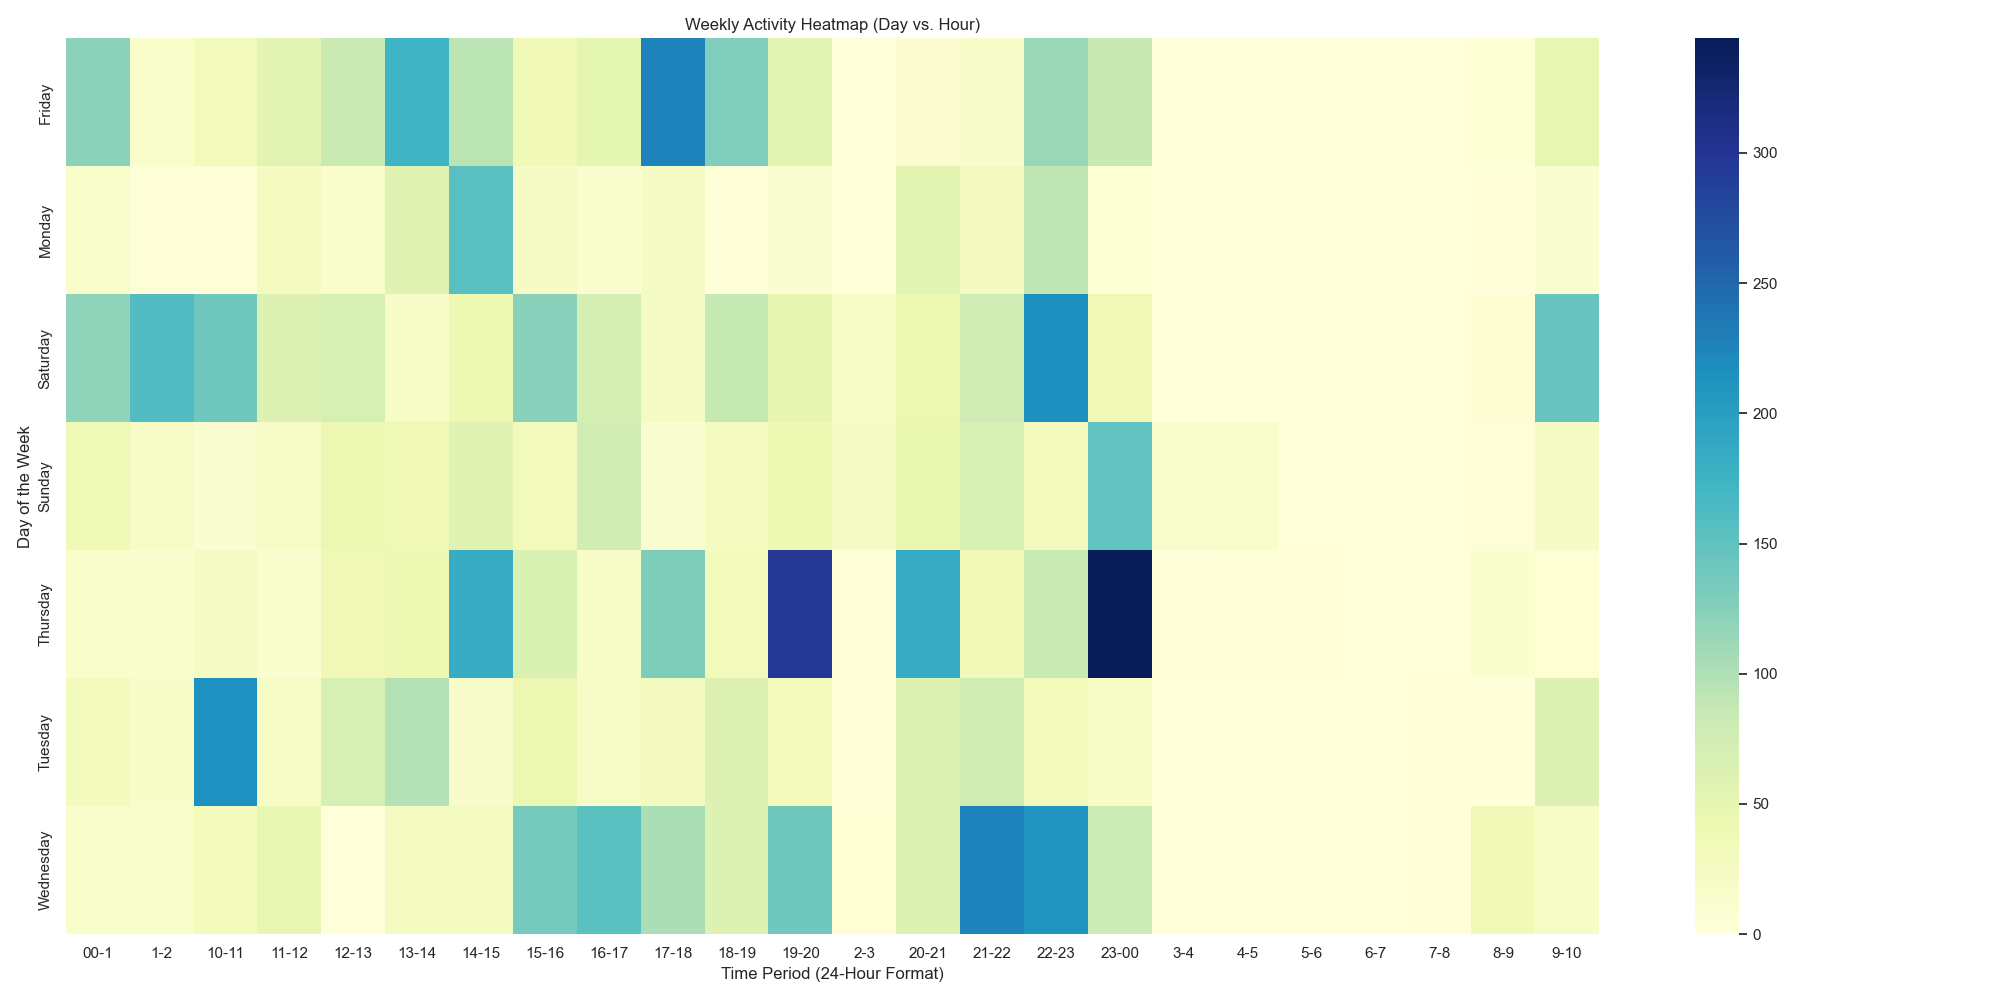 Weekly Activity Heatmap (Day vs. Hour)
Day of the Week
Friday
Monday
Saturday
Sunday
Thursday
Tuesday
Wednesday
00-1 1-2 10-11 11-12 12-13 13-14 14-15 15-16 16-17 17-18 18-19 19-20 2-3 20-21 21-22 22-23 23-00 3-4 4-5 5-6 6-7 7-8 8-9 9-10
Time Period (24-Hour Format)
300
250
200
150
100
50
0